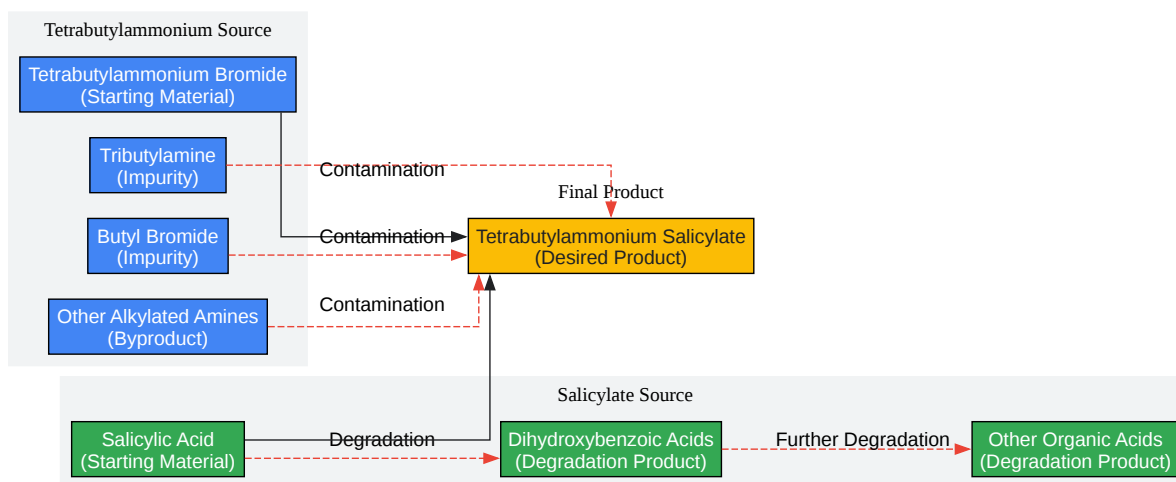 Tetrabutylammonium Source
Tetrabutylammonium Bromide
(Starting Material)
Tributylamine
(Impurity)
Contamination
Final Product
Butyl Bromide
(Impurity)
Contamination
Tetrabutylammonium Salicylate
(Desired Product)
Other Alkylated Amines
(Byproduct)
Contamination
Salicylate Source
Salicylic Acid
(Starting Material)
Degradation
Dihydroxybenzoic Acids
(Degradation Product)
Further Degradation
Other Organic Acids
(Degradation Product)